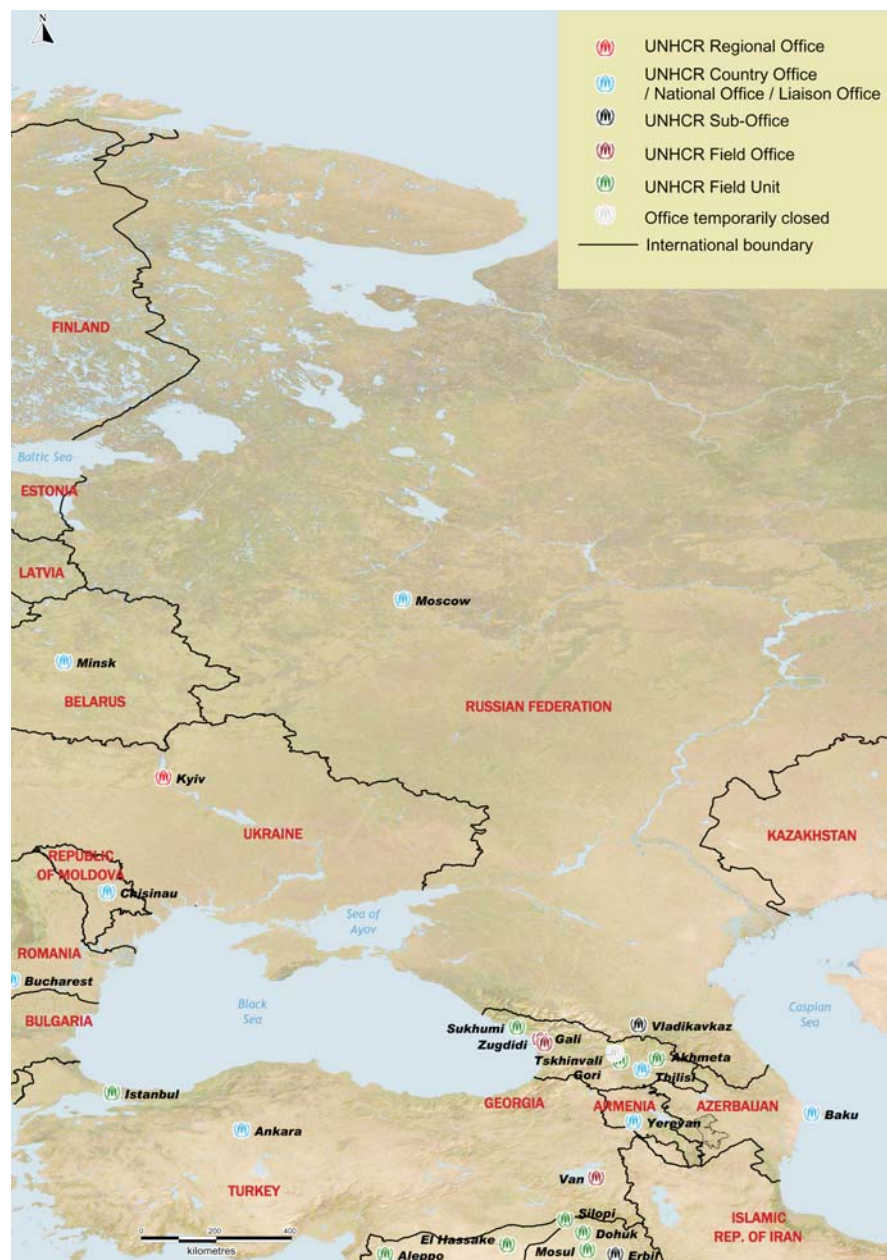 N
UNHCR Regional Office
UNHCR Country Office
/ National Office / Liaison Office
UNHCR Sub-Office
UNHCR Field Office
UNHCR Field Unit
Office temporarily closed
International boundary
FINLAND
Baltic Sea
ESTONIA
LATVIA
Moscow
Minsk
BELARUS
RUSSIAN FEDERATION
Kyiv
UKRAINE
KAZAKHSTAN
REPUBLIC
OF MOLDOVA
Chisinau
Sea of
Ayov
ROMANIA
Bucharest
Black
Sea
Caspian
Sea
BULGARIA
Sukhumi
Vladikavkaz
Gali
Zugdidi
Tskhinvali
Akhmeta
Gori
Tbilisi
Istanbul
GEORGIA
ARMENIA
AZERBAIJAN
Baku
Yerevan
Ankara
Van
TURKEY
Silopi
ISLAMIC
REP. OF IRAN
0 200 400
kilometres
El Hassake
Dohuk
Aleppo
Mosul
Erbil